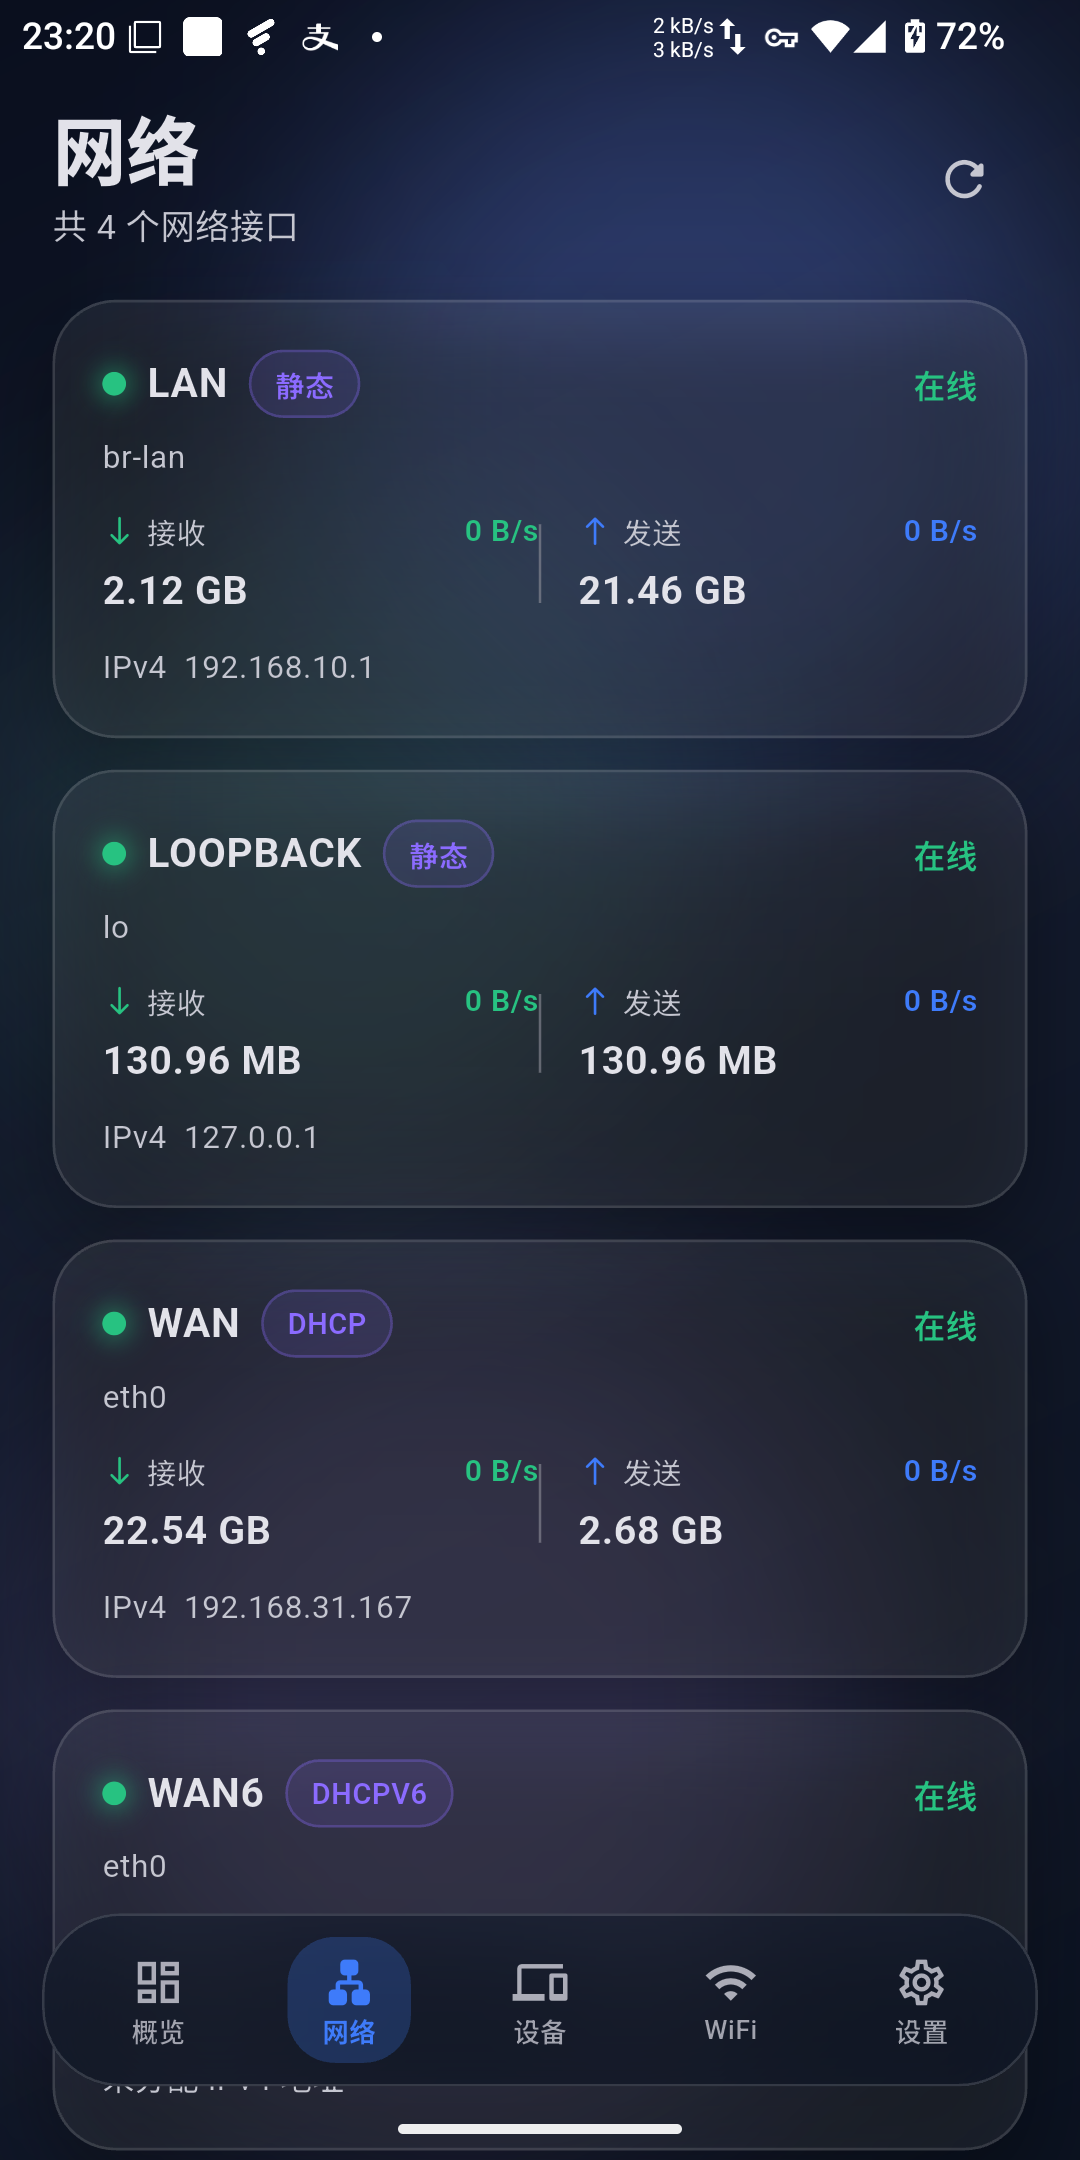 23:20
2 kB/s
3 kB/s
72%
网络
共 4 个网络接口
LAN 静态 在线
br-lan
接收 0 B/s 发送 0 B/s
2.12 GB 21.46 GB
IPv4 192.168.10.1
LOOPBACK 静态 在线
lo
接收 0 B/s 发送 0 B/s
130.96 MB 130.96 MB
IPv4 127.0.0.1
WAN DHCP 在线
eth0
接收 0 B/s 发送 0 B/s
22.54 GB 2.68 GB
IPv4 192.168.31.167
WAN6 DHCPV6 在线
eth0
概览 网络 设备 WiFi 设置